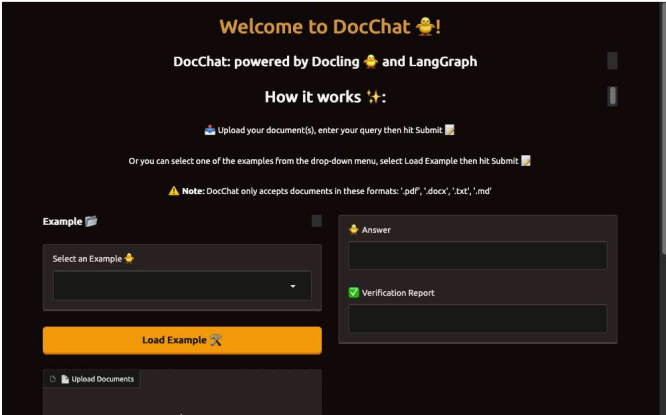 Welcome to DocChat 🐥!
DocChat: powered by Docling 🐥 and LangGraph
How it works ✨:
📤 Upload your document(s), enter your query then hit Submit 📝
Or you can select one of the examples from the drop-down menu, select Load Example then hit Submit 📝
⚠️ Note: DocChat only accepts documents in these formats: '.pdf', '.docx', '.txt', '.md'
Example 📂
Select an Example 🐥
Load Example 🛠️
📄 Upload Documents
🐥 Answer
✅ Verification Report